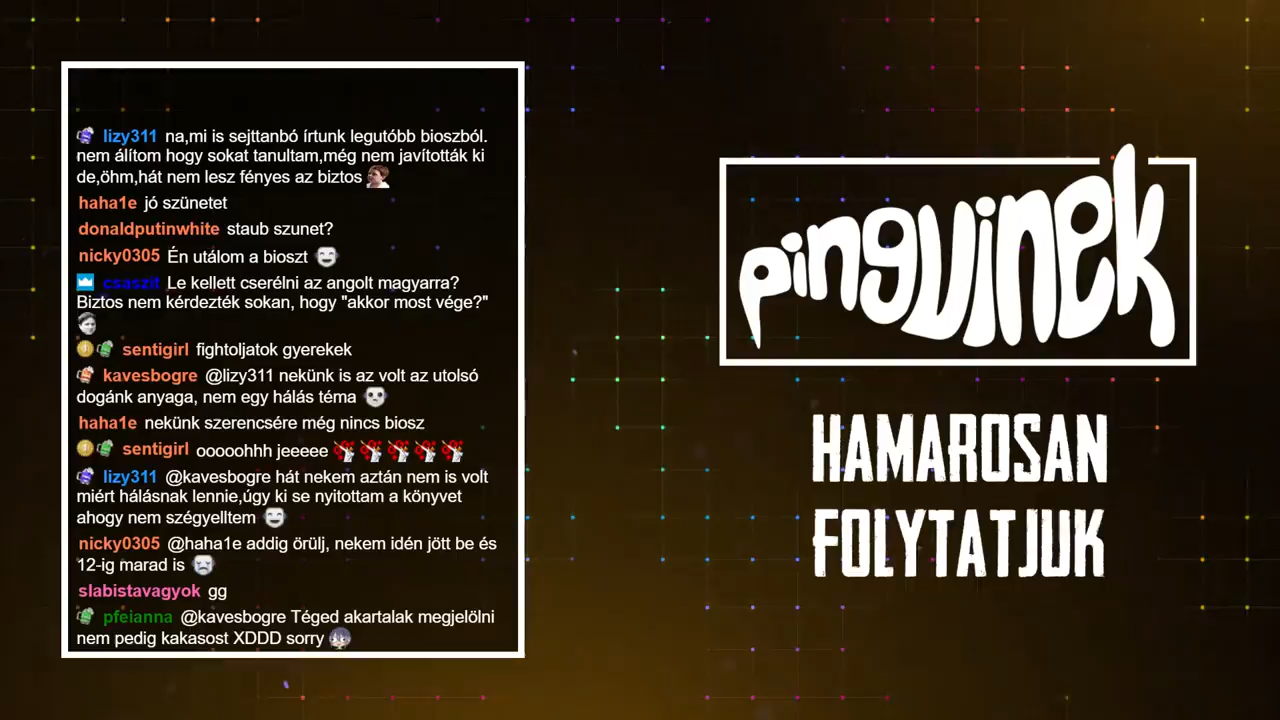 lizy311 na,mi is sejttanbó írtunk legutóbb bioszból.
nem álítom hogy sokat tanultam,még nem javították ki
de,öhm,hát nem lesz fényes az biztos
haha1e jó szünetet
donaldputinwhite staub szunet?
nicky0305 Én utálom a bioszt
csaszit Le kellett cserélni az angolt magyarra?
Biztos nem kérdezték sokan, hogy "akkor most vége?"
sentigirl fightoljatok gyerekek
kavesbogre @lizy311 nekünk is az volt az utolsó
dogánk anyaga, nem egy hálás téma
haha1e nekünk szerencsére még nincs biosz
sentigirl ooooohhh jeeeee
lizy311 @kavesbogre hát nekem aztán nem is volt
miért hálásnak lennie,úgy ki se nyitottam a könyvet
ahogy nem szégyelltem
nicky0305 @haha1e addig örülj, nekem idén jött be és
12-ig marad is
slabistavagyok gg
pfeianna @kavesbogre Téged akartalak megjelölni
nem pedig kakasost XDDD sorry
pingvinek
HAMAROSAN
FOLYTATJUK